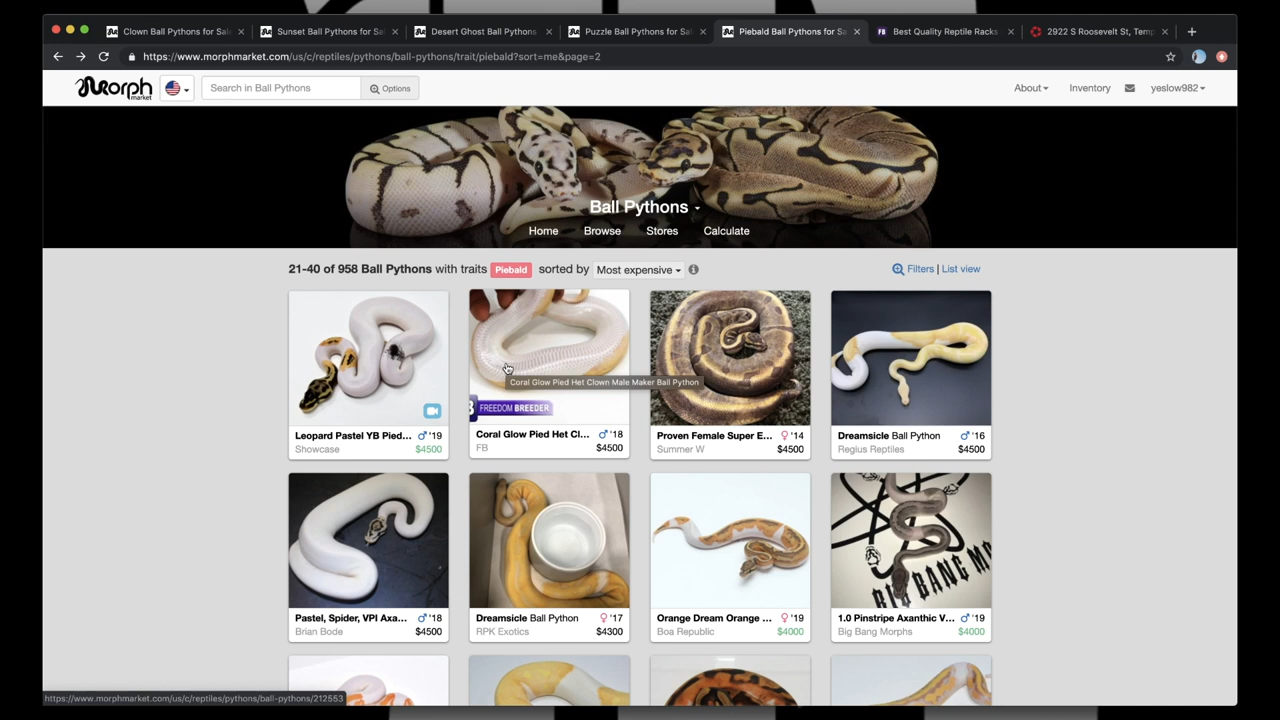 Clown Ball Pythons for Sale
Sunset Ball Pythons for Sal
Desert Ghost Ball Pythons
Puzzle Ball Pythons for Sal
Piebald Ball Pythons for Sa
FB
Best Quality Reptile Racks
2922 S Roosevelt St, Temp
https://www.morphmarket.com/us/c/reptiles/pythons/ball-pythons/trait/piebald?sort=me&page=2
Morph
market
Search in Ball Pythons
Options
About
Inventory
yeslow982
Ball Pythons
Home
Browse
Stores
Calculate
21-40 of 958 Ball Pythons with traits Piebald sorted by Most expensive
Filters | List view
Coral Glow Pied Het Clown Male Maker Ball Python
FREEDOM BREEDER
Leopard Pastel YB Pied... ♂ '19
Showcase $4500
Coral Glow Pied Het Cl... ♂ '18
FB $4500
Proven Female Super E... ♀ '14
Summer W $4500
Dreamsicle Ball Python ♂ '16
Regius Reptiles $4500
BIG BANG MO
Pastel, Spider, VPI Axa... ♂ '18
Brian Bode $4500
Dreamsicle Ball Python ♀ '17
RPK Exotics $4300
Orange Dream Orange ... ♀ '19
Boa Republic $4000
1.0 Pinstripe Axanthic V... ♂ '19
Big Bang Morphs $4000
https://www.morphmarket.com/us/c/reptiles/pythons/ball-pythons/212553